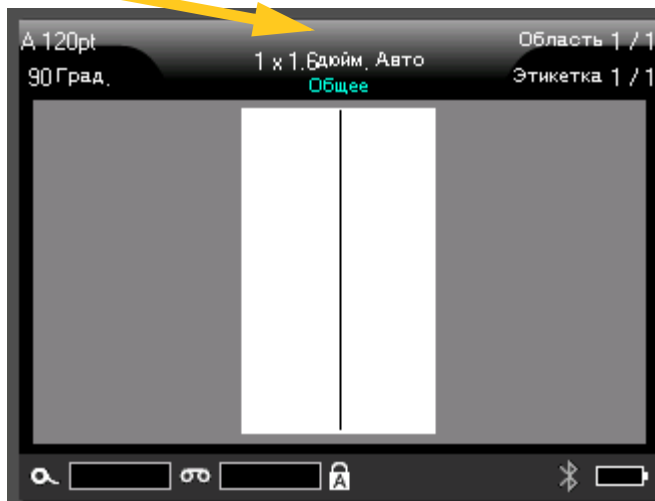 A 120pt
1 x 1.6дюйм. Авто
Область 1 / 1
90 Град.
Общее
Этикетка 1 / 1
A